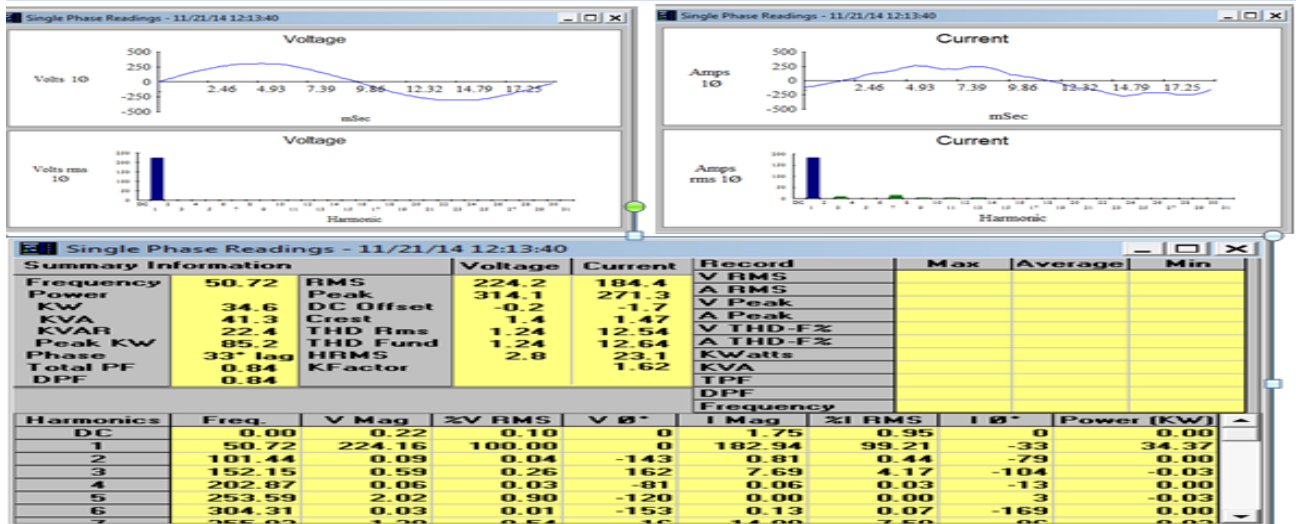 Single Phase Readings - 11/21/14 12:13:40
Voltage
500
250
0
-250
-500
Volts 1Ø
2.46 4.93 7.39 9.86 12.32 14.79 17.25
mSec
Voltage
Volts rms
1Ø
Harmonic
Single Phase Readings - 11/21/14 12:13:40
Current
500
250
0
-250
-500
Amps
1Ø
2.46 4.93 7.39 9.86 12.32 14.79 17.25
mSec
Current
Amps
rms 1Ø
Harmonic
Single Phase Readings - 11/21/14 12:13:40
Summary Information Voltage Current Record Max Average Min
Frequency 50.72 RMS 224.2 184.4 V RMS
Power Peak 314.1 271.3 A RMS
KW 34.6 DC Offset -0.2 -1.7 V Peak
KVA 41.3 Crest 1.4 1.47 A Peak
KVAR 22.4 THD Rms 1.24 12.54 V THD-F%
Peak KW 85.2 THD Fund 1.24 12.64 A THD-F%
Phase 33° lag HRMS 2.8 23.1 KWatts
Total PF 0.84 KFactor 1.62 KVA
DPF 0.84 TPF
DPF
Frequency
Harmonics Freq. V Mag %V RMS V Ø° I Mag %I RMS I Ø° Power (KW)
DC 0.00 0.22 0.10 0 1.75 0.95 0 0.00
1 50.72 224.16 100.00 0 182.94 99.21 -33 34.37
2 101.44 0.09 0.04 -143 0.81 0.44 -79 0.00
3 152.15 0.59 0.26 162 7.69 4.17 -104 -0.03
4 202.87 0.06 0.03 -81 0.06 0.03 -13 0.00
5 253.59 2.02 0.90 -120 0.00 0.00 3 -0.03
6 304.31 0.03 0.01 -153 0.13 0.07 -169 0.00